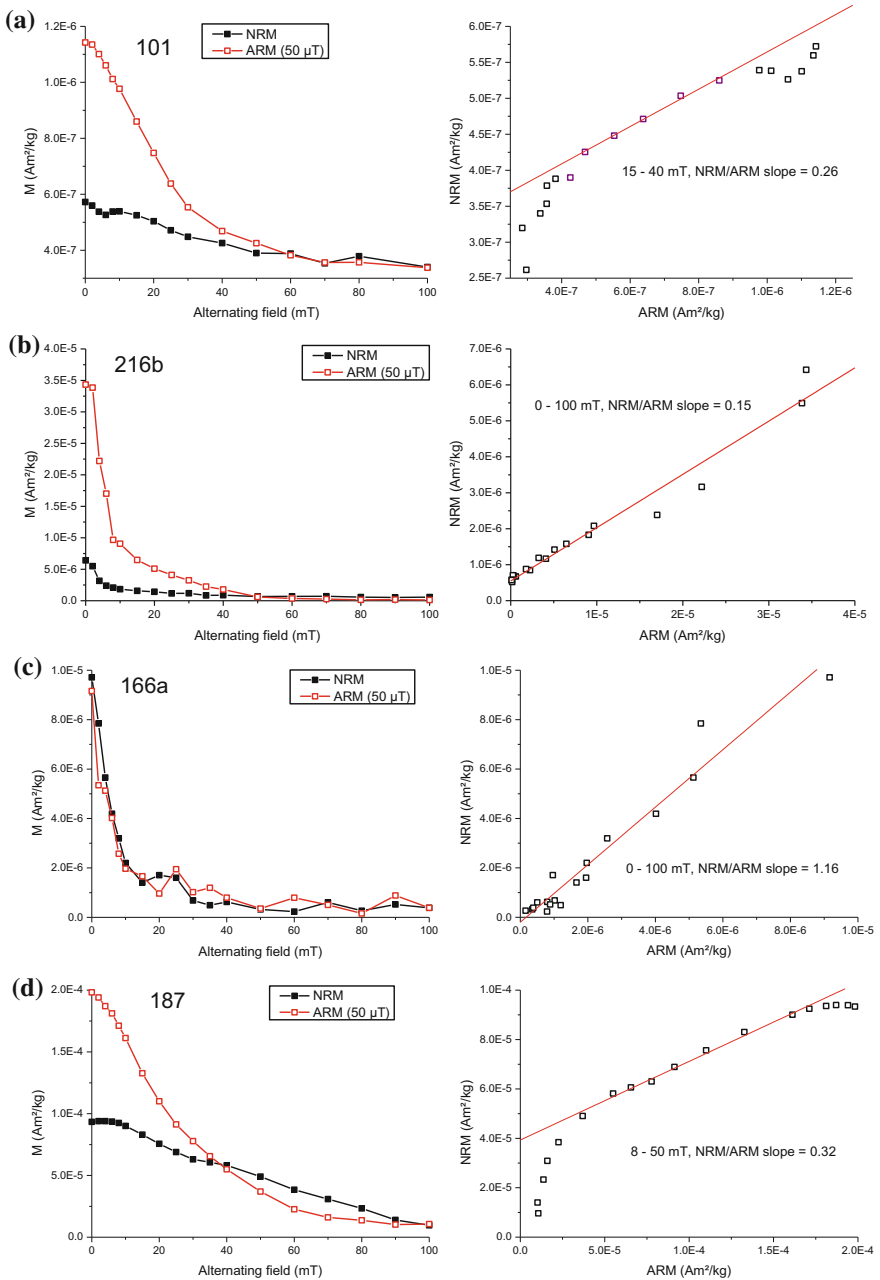 (a)
101
NRM
ARM (50 µT)
1.2E-6
1.0E-6
8.0E-7
6.0E-7
4.0E-7
M (Am²/kg)
0 20 40 60 80 100
Alternating field (mT)
6.0E-7
5.5E-7
5.0E-7
4.5E-7
4.0E-7
3.5E-7
3.0E-7
2.5E-7
NRM (Am²/kg)
15 - 40 mT, NRM/ARM slope = 0.26
4.0E-7 6.0E-7 8.0E-7 1.0E-6 1.2E-6
ARM (Am²/kg)
(b)
216b
NRM
ARM (50 µT)
4.0E-5
3.5E-5
3.0E-5
2.5E-5
2.0E-5
1.5E-5
1.0E-5
5.0E-6
0.0
M (Am²/kg)
0 20 40 60 80 100
Alternating field (mT)
7.0E-6
6.0E-6
5.0E-6
4.0E-6
3.0E-6
2.0E-6
1.0E-6
0.0
NRM (Am²/kg)
0 - 100 mT, NRM/ARM slope = 0.15
0 1E-5 2E-5 3E-5 4E-5
ARM (Am²/kg)
(c)
166a
NRM
ARM (50 µT)
1.0E-5
8.0E-6
6.0E-6
4.0E-6
2.0E-6
0.0
M (Am²/kg)
0 20 40 60 80 100
Alternating field (mT)
1.0E-5
8.0E-6
6.0E-6
4.0E-6
2.0E-6
0.0
NRM (Am²/kg)
0 - 100 mT, NRM/ARM slope = 1.16
0.0 2.0E-6 4.0E-6 6.0E-6 8.0E-6 1.0E-5
ARM (Am²/kg)
(d)
187
NRM
ARM (50 µT)
2.0E-4
1.5E-4
1.0E-4
5.0E-5
0.0
M (Am²/kg)
0 20 40 60 80 100
Alternating field (mT)
1.0E-4
8.0E-5
6.0E-5
4.0E-5
2.0E-5
0.0
NRM (Am²/kg)
8 - 50 mT, NRM/ARM slope = 0.32
0.0 5.0E-5 1.0E-4 1.5E-4 2.0E-4
ARM (Am²/kg)